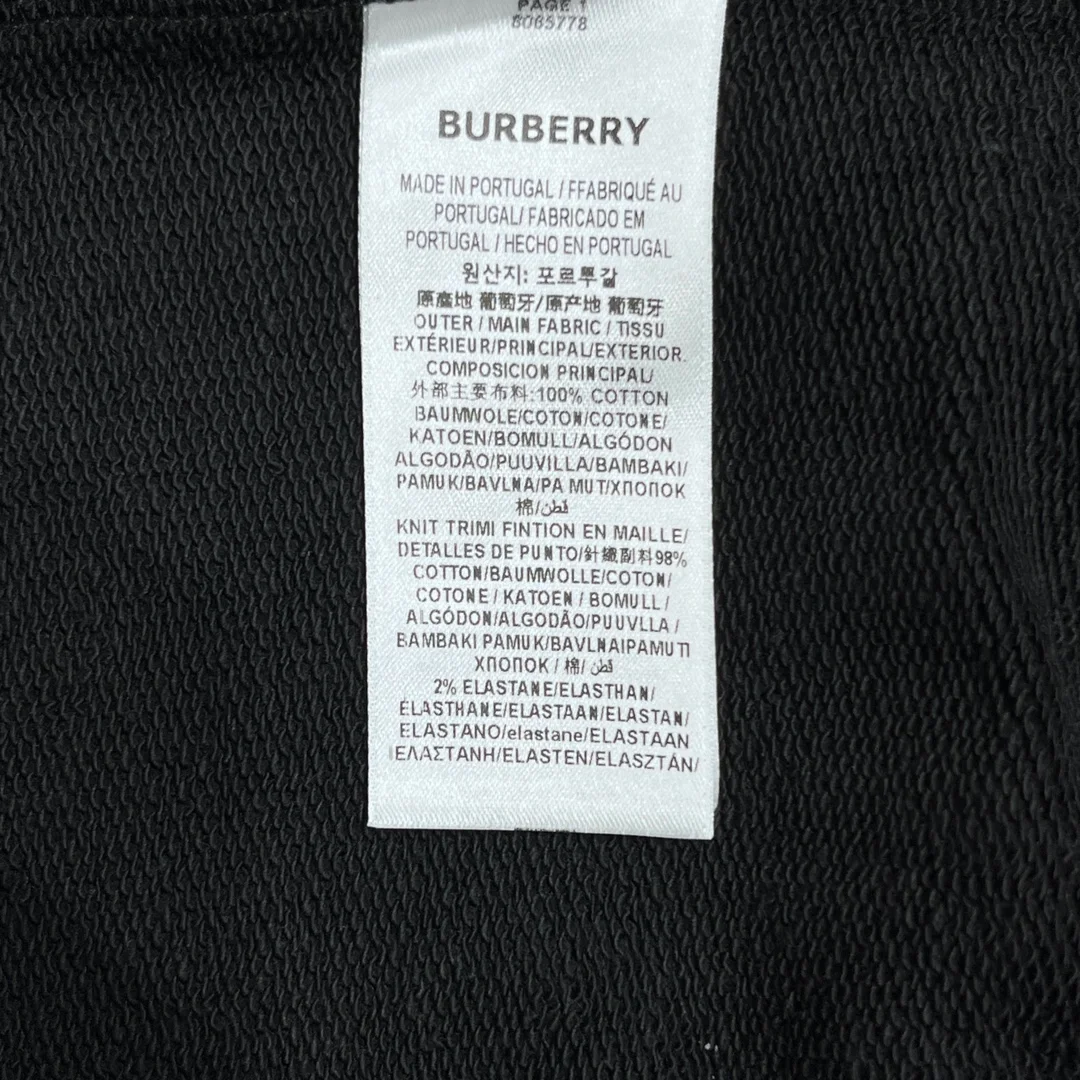 PAGE 1
8065778
BURBERRY
MADE IN PORTUGAL / FFABRIQUÉ AU
PORTUGAL/ FABRICADO EM
PORTUGAL / HECHO EN PORTUGAL
원산지: 포르투갈
原產地 葡萄牙/原产地 葡萄牙
OUTER / MAIN FABRIC / TISSU
EXTÉRIEUR/PRINCIPAL/EXTERIOR.
COMPOSICION PRINCIPAL/
外部主要布料:100% COTTON
BAUMWOLE/COTON/COTONE/
KATOEN/BOMULL/ALGÓDON
ALGODÃO/PUUVILLA/BAMBAKI/
PAMUK/BAVLNA/PA MUT/ХПОПОК
棉/قطن
KNIT TRIMI FINTION EN MAILLE/
DETALLES DE PUNTO/針織副料98%
COTTON/BAUMWOLLE/COTON/
COTONE / KATOEN / BOMULL /
ALGÓDON/ALGODÃO/PUUVLLA /
BAMBAKI PAMUK/BAVLNAIPAMUTI
ХПОПОК / 棉/ قطن
2% ELASTANE/ELASTHAN/
ÉLASTHANE/ELASTAAN/ELASTAN/
ELASTANO/elastane/ELASTAAN
IΕΛΑΣΤΑΝΗ/ELASTEN/ELASZTÁN/